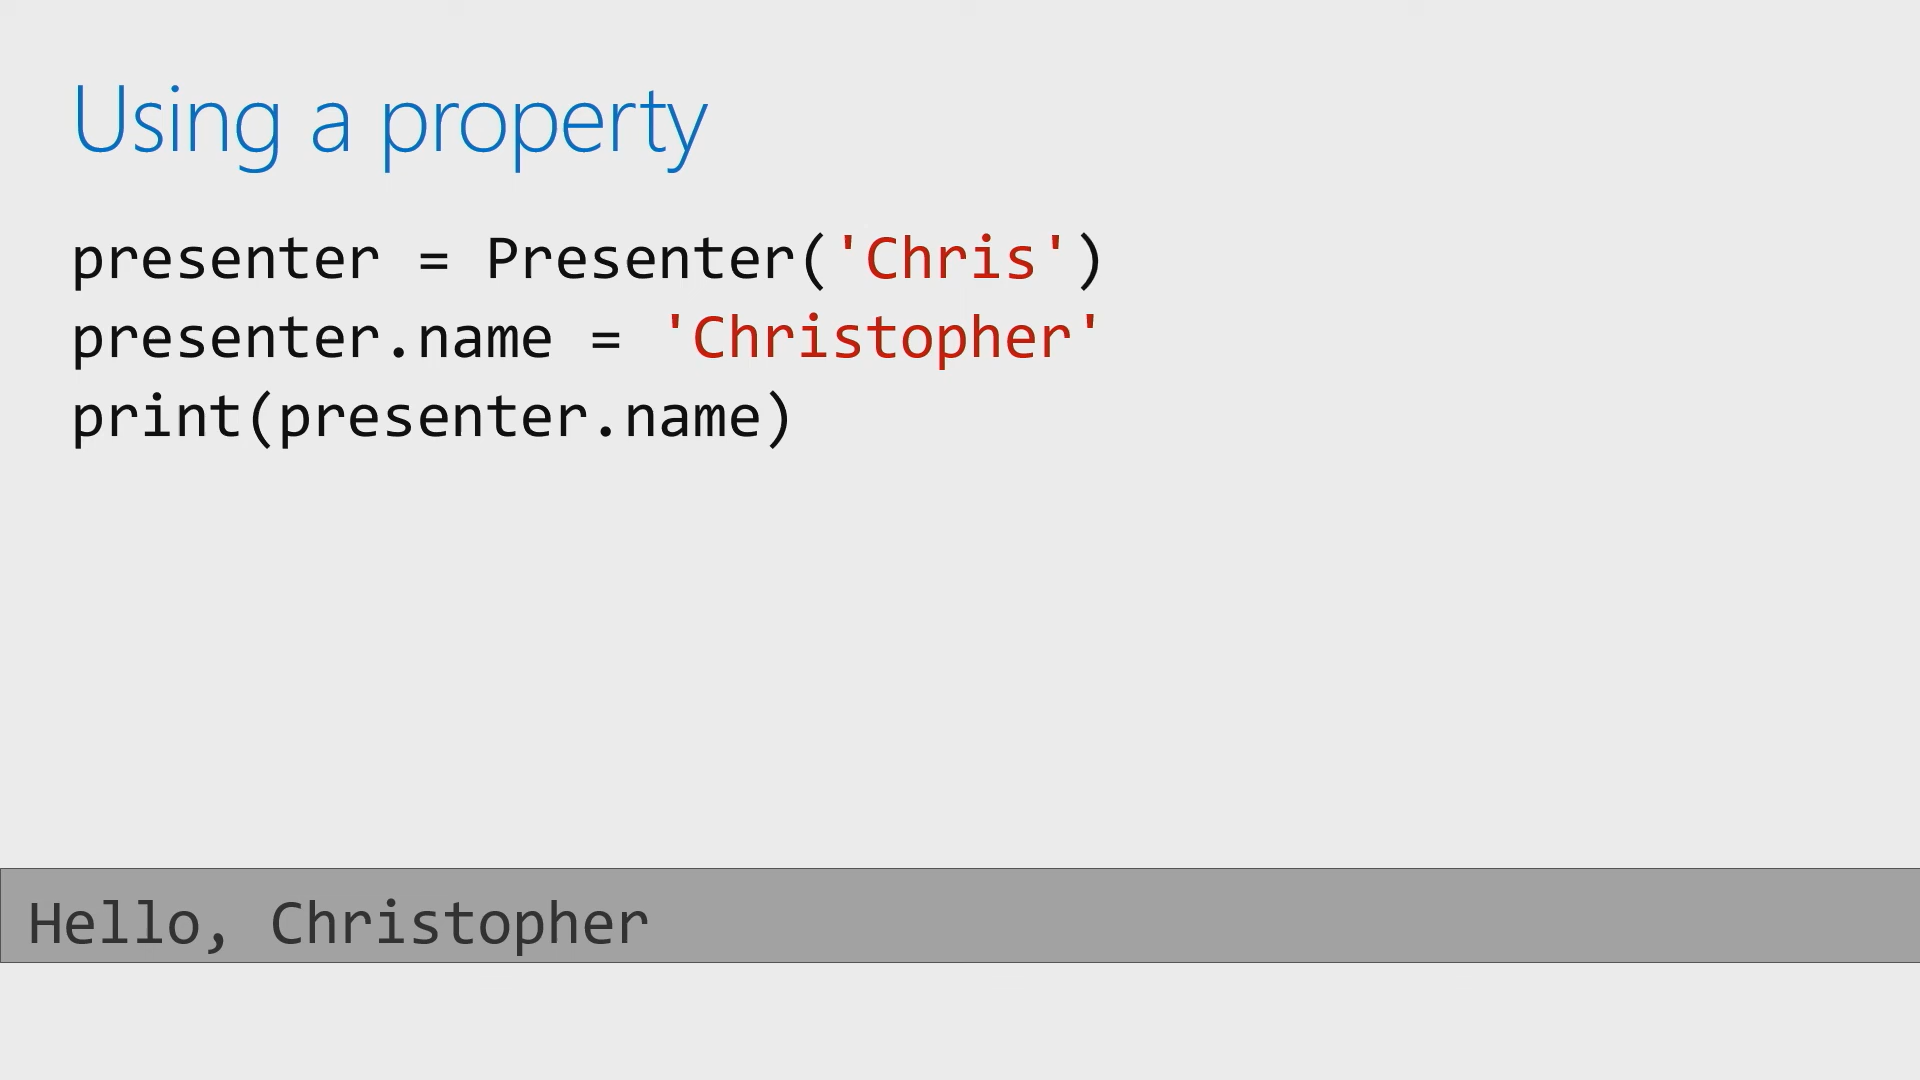 Using a property
presenter = Presenter('Chris')
presenter.name = 'Christopher'
print(presenter.name)
Hello, Christopher